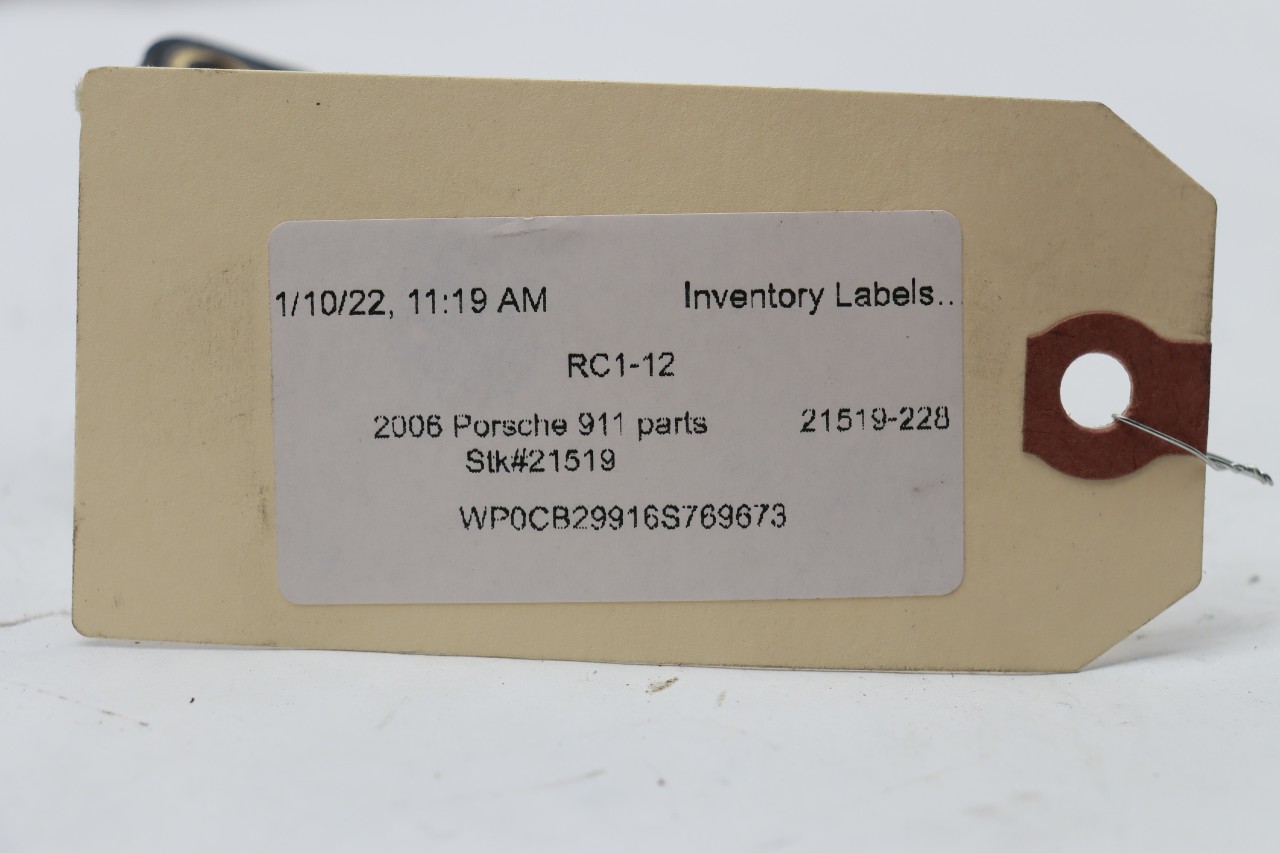 1/10/22, 11:19 AM Inventory Labels..
RC1-12
2006 Porsche 911 parts 21519-228
Stk#21519
WP0CB29916S769673